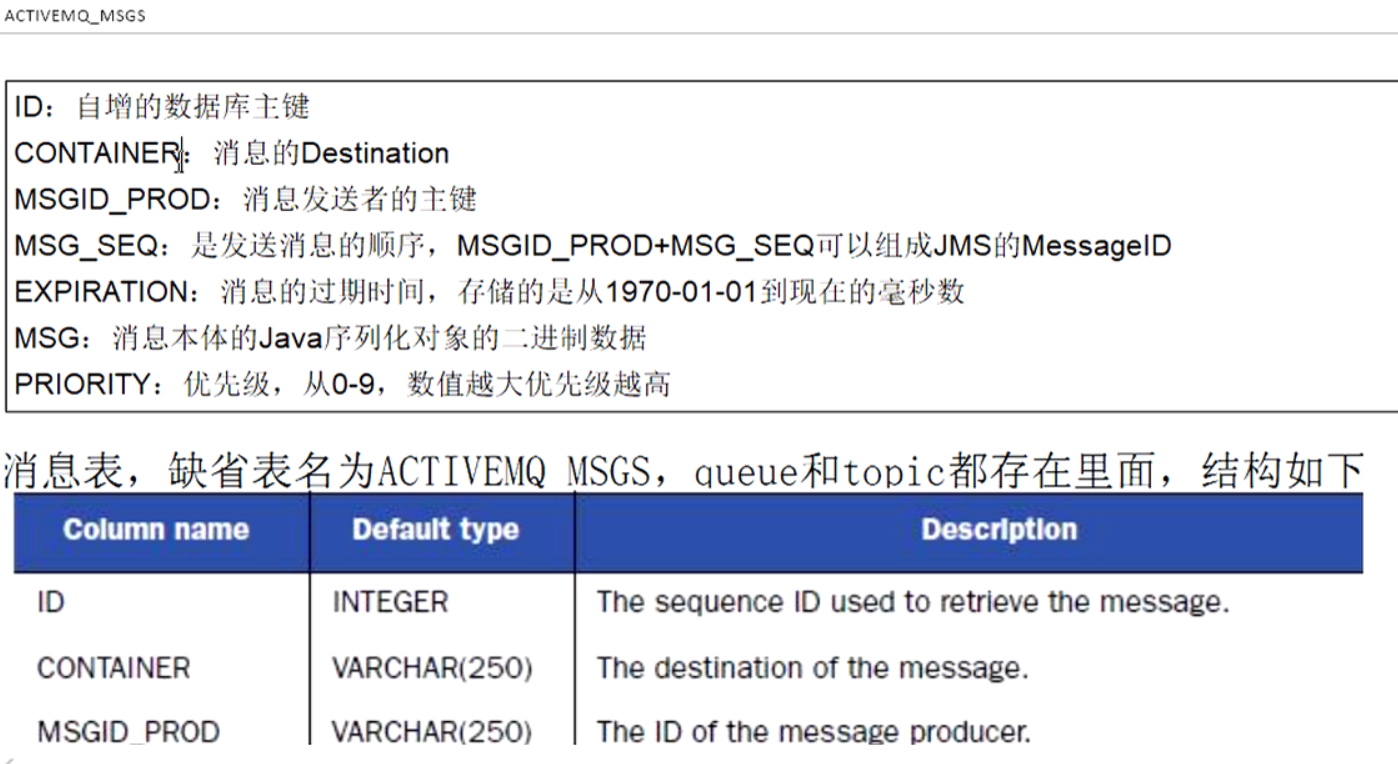 ACTIVEMQ_MSGS
ID：自增的数据库主键
CONTAINER：消息的Destination
MSGID_PROD：消息发送者的主键
MSG_SEQ：是发送消息的顺序，MSGID_PROD+MSG_SEQ可以组成JMS的MessageID
EXPIRATION：消息的过期时间，存储的是从1970-01-01到现在的毫秒数
MSG：消息本体的Java序列化对象的二进制数据
PRIORITY：优先级，从0-9，数值越大优先级越高
消息表，缺省表名为ACTIVEMQ_MSGS，queue和topic都存在里面，结构如下
Column name Default type Description
ID INTEGER The sequence ID used to retrieve the message.
CONTAINER VARCHAR(250) The destination of the message.
MSGID_PROD VARCHAR(250) The ID of the message producer.